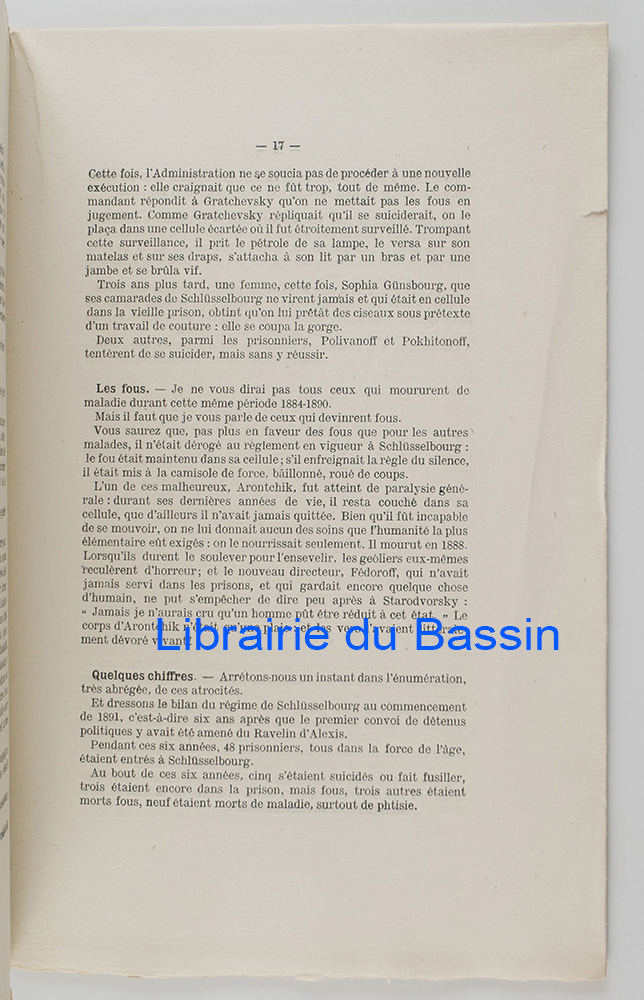 — 17 —
Cette fois, l'Administration ne se soucia pas de procéder à une nouvelle
exécution : elle craignait que ce ne fût trop, tout de même. Le com-
mandant répondit à Gratchevsky qu'on ne mettait pas les fous en
jugement. Comme Gratchevsky répliquait qu'il se suiciderait, on le
plaça dans une cellule écartée où il fut étroitement surveillé. Trompant
cette surveillance, il prit le pétrole de sa lampe, le versa sur son
matelas et sur ses draps, s'attacha à son lit par un bras et par une
jambe et se brûla vif.
Trois ans plus tard, une femme, cette fois, Sophia Günsbourg, que
ses camarades de Schlüsselbourg ne virent jamais et qui était en cellule
dans la vieille prison, obtint qu'on lui prêtât des ciseaux sous prétexte
d'un travail de couture : elle se coupa la gorge.
Deux autres, parmi les prisonniers, Polivanoff et Pokhitonoff,
tentèrent de se suicider, mais sans y réussir.
Les fous. — Je ne vous dirai pas tous ceux qui moururent de
maladie durant cette même période 1884-1890.
Mais il faut que je vous parle de ceux qui devinrent fous.
Vous saurez que, pas plus en faveur des fous que pour les autres
malades, il n'était dérogé au règlement en vigueur à Schlüsselbourg :
le fou était maintenu dans sa cellule ; s'il enfreignait la règle du silence,
il était mis à la camisole de force, bâillonné, roué de coups.
L'un de ces malheureux, Arontchik, fut atteint de paralysie géné-
rale : durant ses dernières années de vie, il resta couché dans sa
cellule, que d'ailleurs il n'avait jamais quittée. Bien qu'il fût incapable
de se mouvoir, on ne lui donnait aucun des soins que l'humanité la plus
élémentaire eût exigés : on le nourrissait seulement. Il mourut en 1888.
Lorsqu'ils durent le soulever pour l'ensevelir, les geôliers eux-mêmes
reculèrent d'horreur; et le nouveau directeur, Fédoroff, qui n'avait
jamais servi dans les prisons, et qui gardait encore quelque chose
d'humain, ne put s'empêcher de dire peu après à Starodvorsky :
" Jamais je n'aurais cru qu'un homme pût être réduit à cet état. " Le
corps d'Arontchik n'était qu'une plaie : et les vers l'avaient littérale-
ment dévoré vivant!
Librairie du Bassin
Quelques chiffres. — Arrêtons-nous un instant dans l'énumération,
très abrégée, de ces atrocités.
Et dressons le bilan du régime de Schlüsselbourg au commencement
de 1891, c'est-à-dire six ans après que le premier convoi de détenus
politiques y avait été amené du Ravelin d'Alexis.
Pendant ces six années, 48 prisonniers, tous dans la force de l'âge,
étaient entrés à Schlüsselbourg.
Au bout de ces six années, cinq s'étaient suicidés ou fait fusiller,
trois étaient encore dans la prison, mais fous, trois autres étaient
morts fous, neuf étaient morts de maladie, surtout de phtisie.